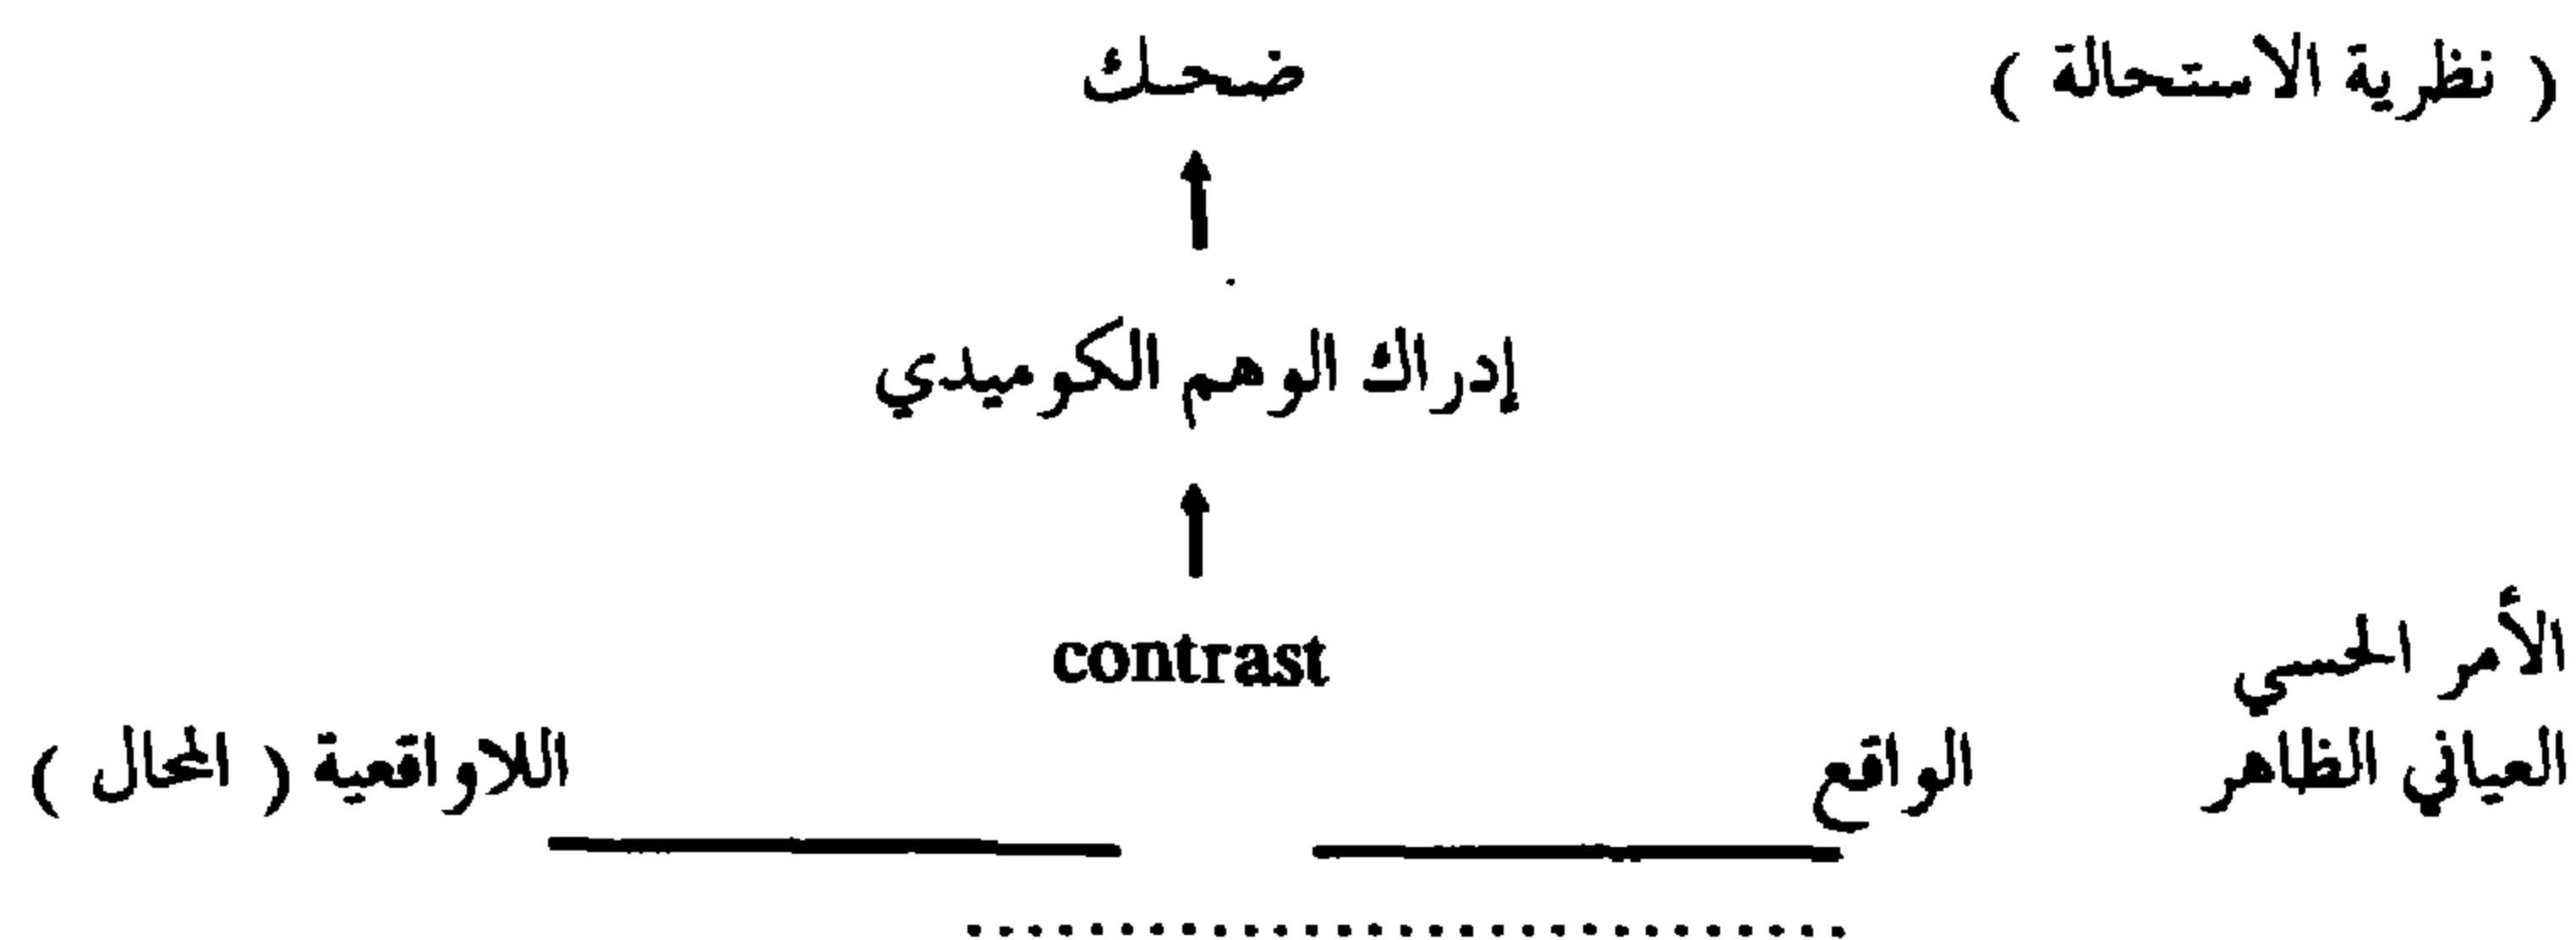 ( نظرية الاستحالة )
ضحك
إدراك الوهم الكوميدي
contrast
الأمر الحسي
العياني الظاهر
الواقع
اللاواقعية ( المحال )